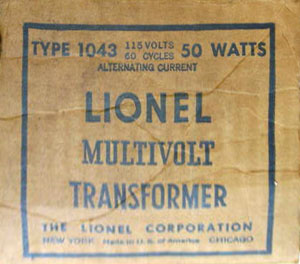 TYPE 1043 115 VOLTS 60 CYCLES 50 WATTS
ALTERNATING CURRENT
LIONEL
MULTIVOLT
TRANSFORMER
THE LIONEL CORPORATION
NEW YORK Made in U.S. of America CHICAGO